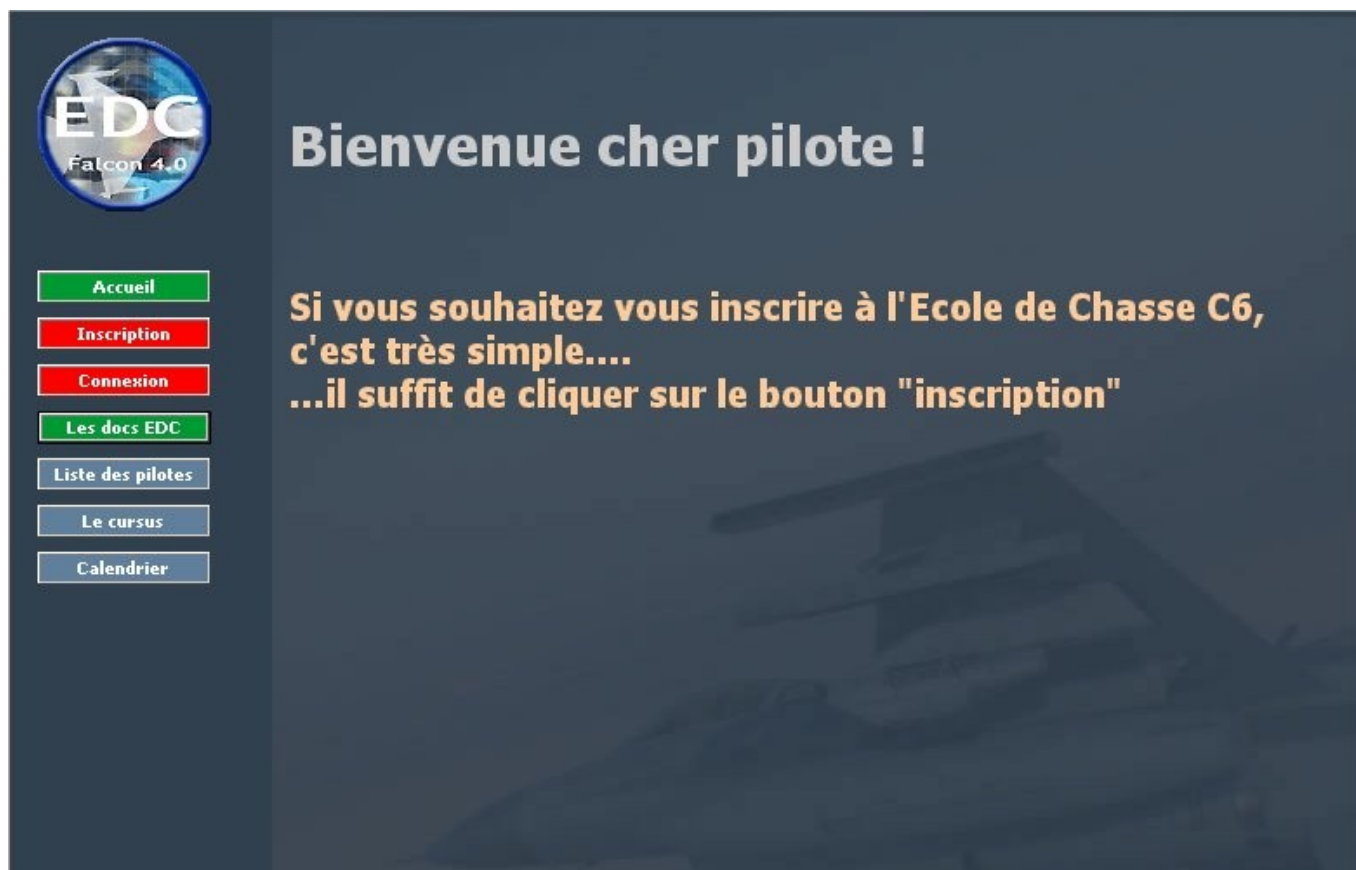 EDC
Falcon 4.0
Accueil
Inscription
Connexion
Les docs EDC
Liste des pilotes
Le cursus
Calendrier
Bienvenue cher pilote !
Si vous souhaitez vous inscrire à l'Ecole de Chasse C6,
c'est très simple....
...il suffit de cliquer sur le bouton "inscription"